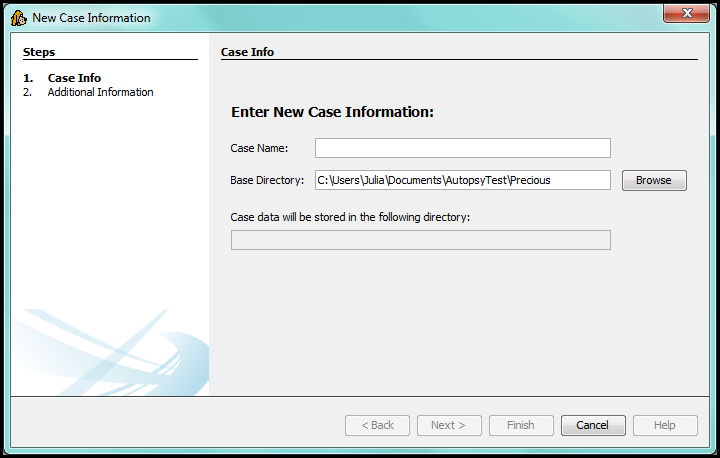 New Case Information
Steps
1. Case Info
2. Additional Information
Case Info
Enter New Case Information:
Case Name:
Base Directory: C:\Users\Julia\Documents\AutopsyTest\Precious Browse
Case data will be stored in the following directory:
< Back Next > Finish Cancel Help